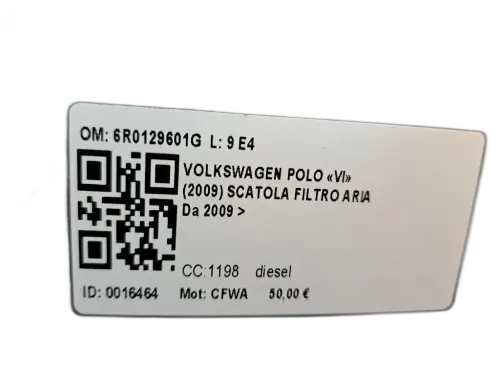 OM: 6R0129601G L: 9 E4
VOLKSWAGEN POLO «VI»
(2009) SCATOLA FILTRO ARIA
Da 2009 >
CC:1198 diesel
ID: 0016464 Mot: CFWA 50,00 €